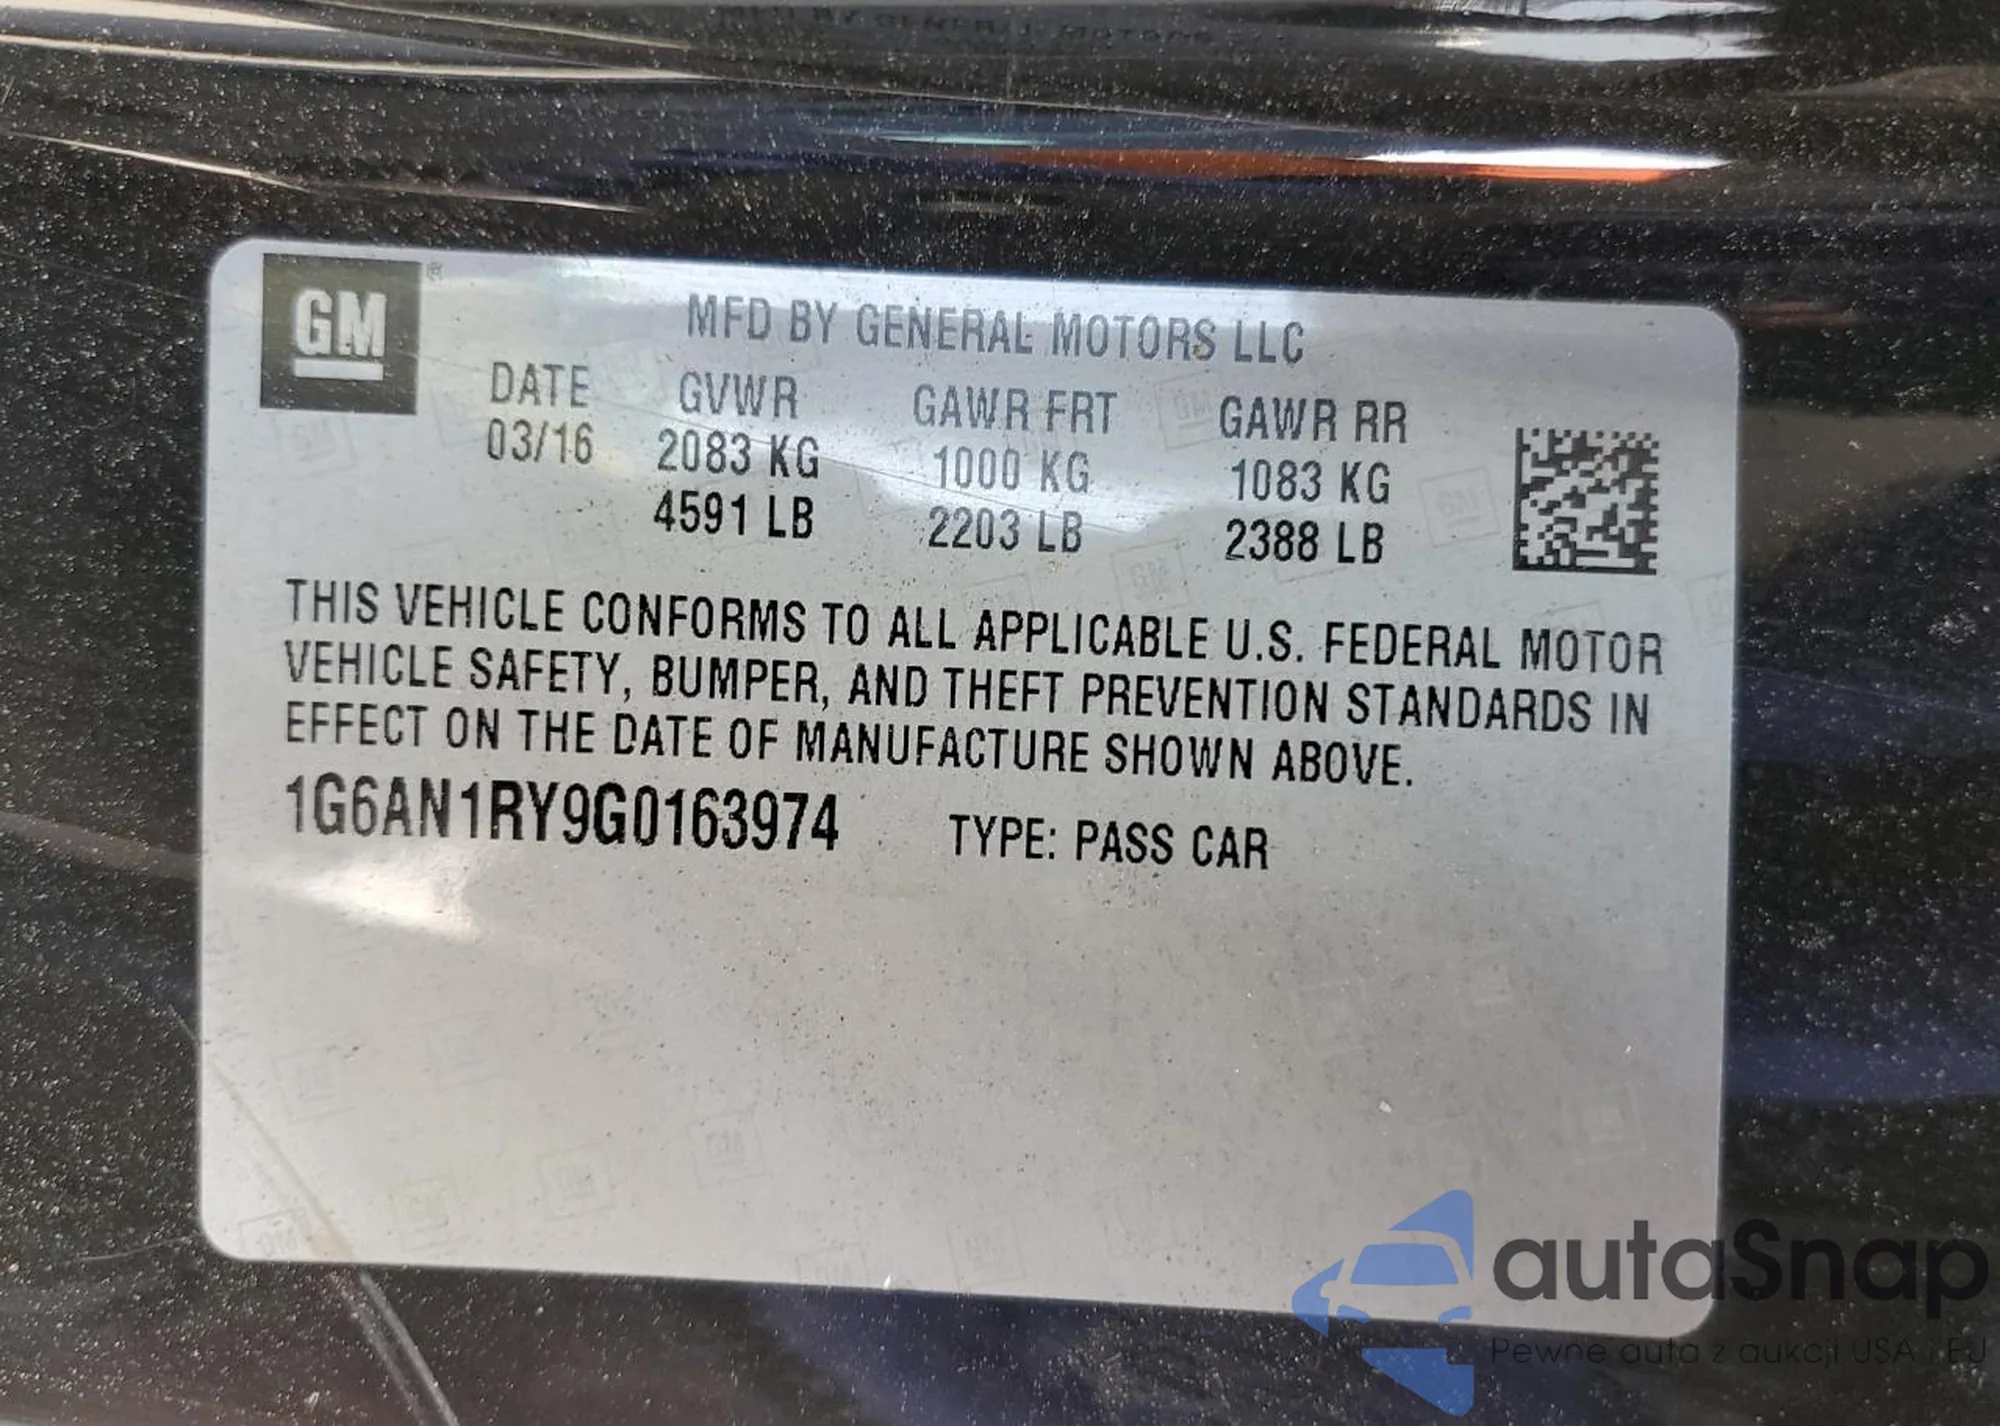 GM ®
MFD BY GENERAL MOTORS LLC
DATE GVWR GAWR FRT GAWR RR
03/16 2083 KG 1000 KG 1083 KG
4591 LB 2203 LB 2388 LB
THIS VEHICLE CONFORMS TO ALL APPLICABLE U.S. FEDERAL MOTOR
VEHICLE SAFETY, BUMPER, AND THEFT PREVENTION STANDARDS IN
EFFECT ON THE DATE OF MANUFACTURE SHOWN ABOVE.
1G6AN1RY9G0163974 TYPE: PASS CAR
autaSnap
Pewne auta z aukcji USA i EU